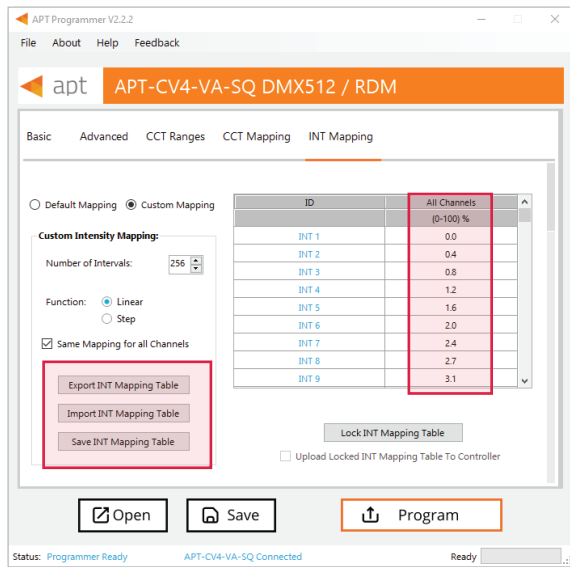 APT Programmer V2.2.2
File About Help Feedback
apt APT-CV4-VA-SQ DMX512 / RDM
Basic Advanced CCT Ranges CCT Mapping INT Mapping
Default Mapping Custom Mapping
Custom Intensity Mapping:
Number of Intervals: 256
Function: Linear
Step
Same Mapping for all Channels
Export INT Mapping Table
Import INT Mapping Table
Save INT Mapping Table
ID All Channels
(0-100) %
INT 1 0.0
INT 2 0.4
INT 3 0.8
INT 4 1.2
INT 5 1.6
INT 6 2.0
INT 7 2.4
INT 8 2.7
INT 9 3.1
Lock INT Mapping Table
Upload Locked INT Mapping Table To Controller
Open Save Program
Status: Programmer Ready APT-CV4-VA-SQ Connected Ready